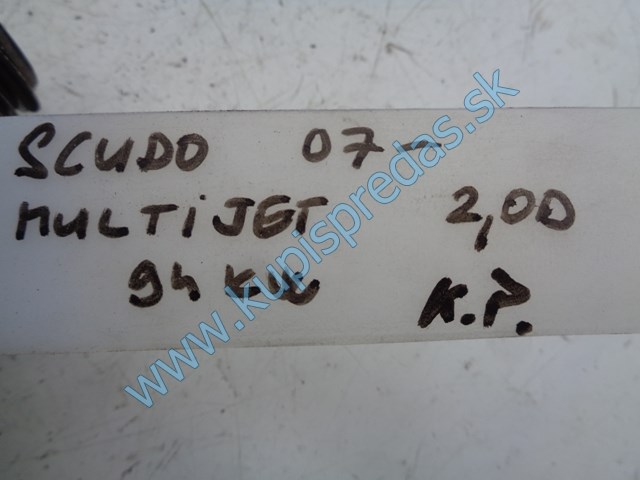 SCUDO 07-
MULTIJET 2,0D
94 KW K.P.
www.kupispredas.sk